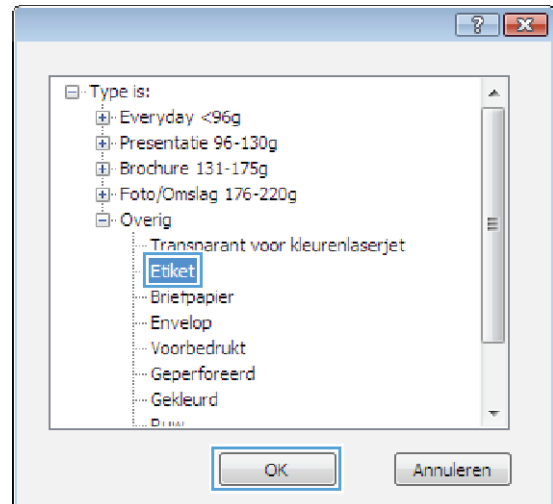 Type is:
Everyday <96g
Presentatie 96-130g
Brochure 131-175g
Foto/Omslag 176-220g
Overig
Transparant voor kleurenlaserjet
Etiket
Briefpapier
Envelop
Voorbedrukt
Geperforeerd
Gekleurd
Ruw
OK
Annuleren